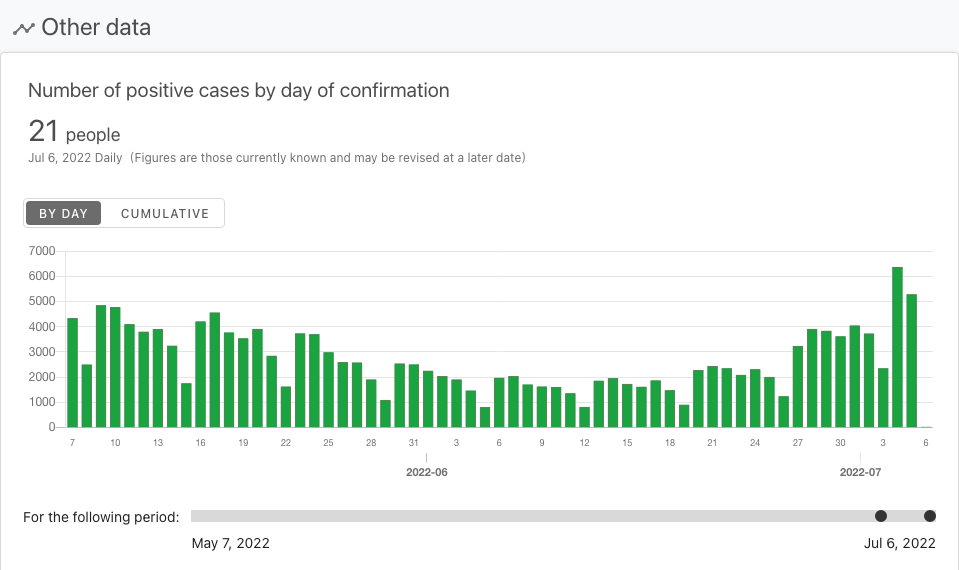 Other data
Number of positive cases by day of confirmation
21 people
Jul 6, 2022 Daily (Figures are those currently known and may be revised at a later date)
BY DAY CUMULATIVE
7000
6000
5000
4000
3000
2000
1000
0
7 10 13 16 19 22 25 28 31 3 6 9 12 15 18 21 24 27 30 3 6
2022-06 2022-07
For the following period:
May 7, 2022 Jul 6, 2022